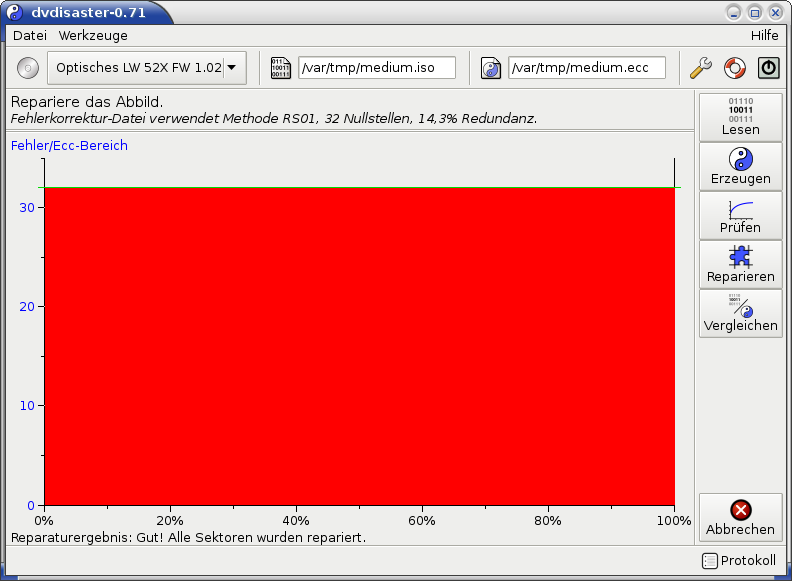 dvdisaster-0.71
Datei Werkzeuge Hilfe
Optisches LW 52X FW 1.02 /var/tmp/medium.iso /var/tmp/medium.ecc
Repariere das Abbild.
Fehlerkorrektur-Datei verwendet Methode RS01, 32 Nullstellen, 14,3% Redundanz.
Fehler/Ecc-Bereich
30
20
10
0
0% 20% 40% 60% 80% 100%
Reparaturergebnis: Gut! Alle Sektoren wurden repariert.
01110
10011
00111
Lesen
Erzeugen
Prüfen
Reparieren
Vergleichen
Abbrechen
Protokoll